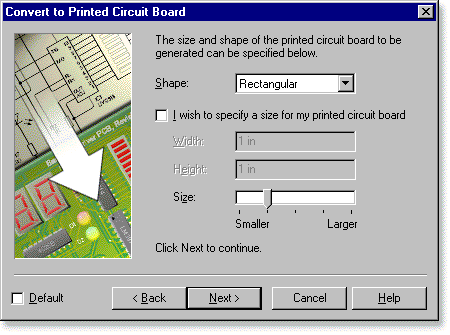 Convert to Printed Circuit Board
The size and shape of the printed circuit board to be
generated can be specified below.
Shape:
Rectangular
I wish to specify a size for my printed circuit board
Width:
1 in
Height:
1 in
Size:
Smaller
Larger
Click Next to continue.
Default
< Back
Next >
Cancel
Help